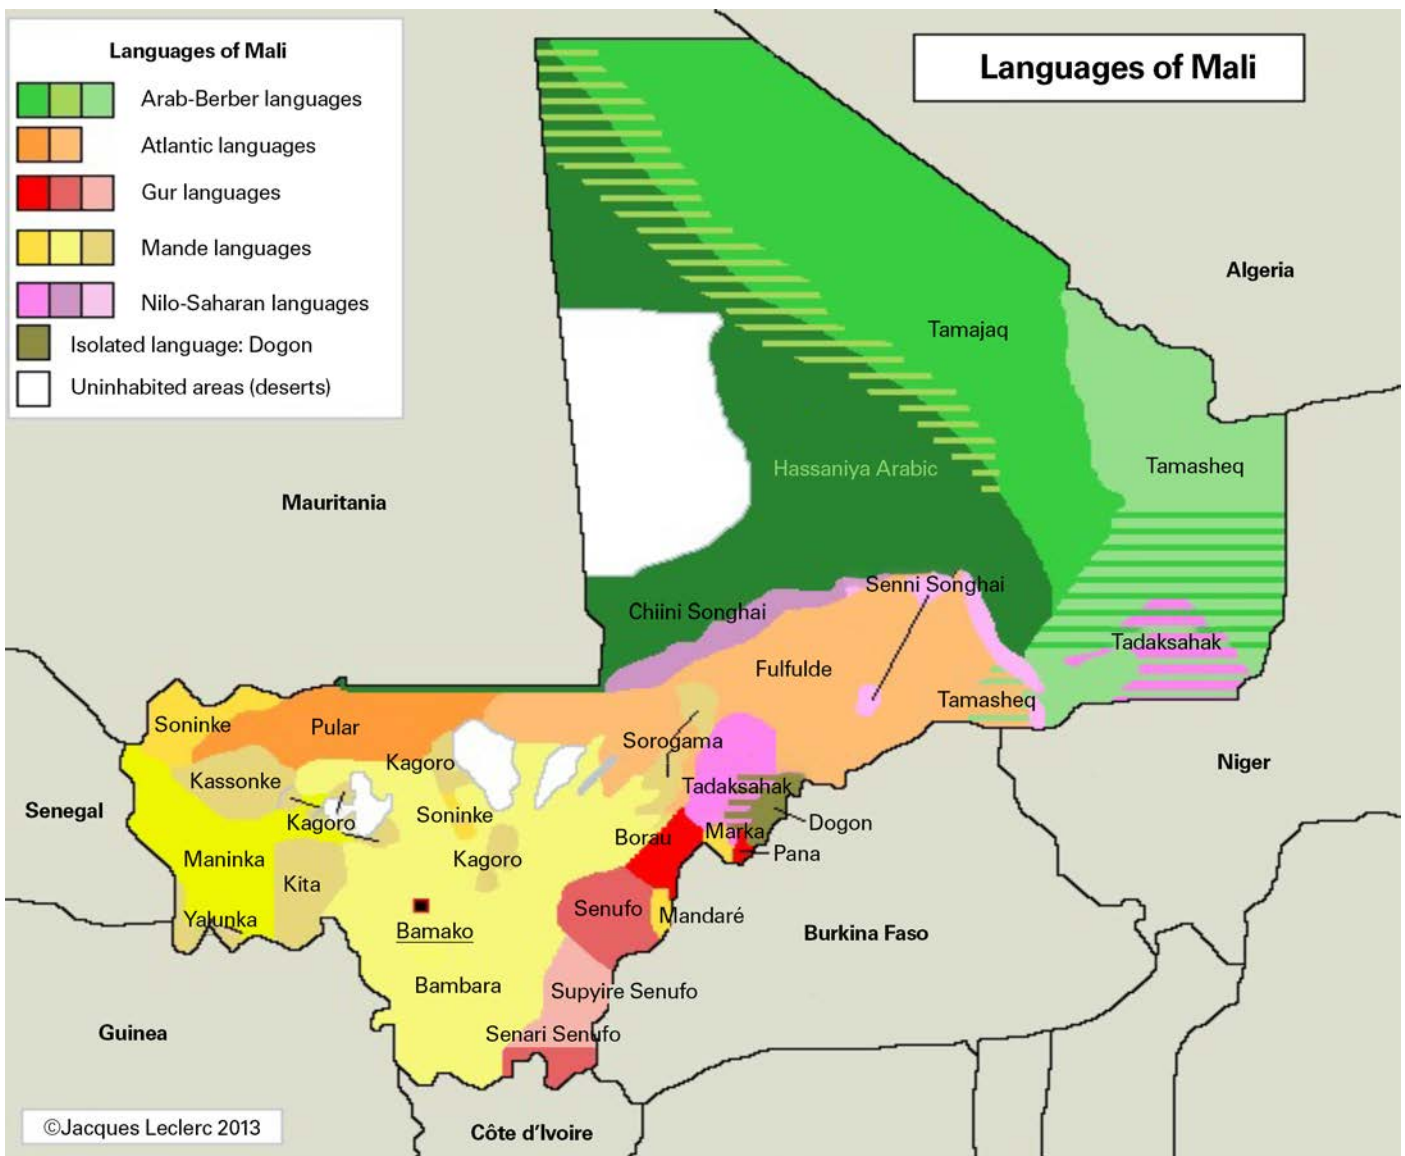 Languages of Mali
Arab-Berber languages
Atlantic languages
Gur languages
Mande languages
Nilo-Saharan languages
Isolated language: Dogon
Uninhabited areas (deserts)
Languages of Mali
Algeria
Tamajaq
Hassaniya Arabic
Tamasheq
Mauritania
Senni Songhai
Chiini Songhai
Tadaksahak
Fulfulde
Tamasheq
Soninke
Pular
Sorogama
Kagoro
Niger
Kassonke
Tadaksahak
Senegal
Kagoro
Soninke
Dogon
Borau
Marka
Pana
Maninka
Kagoro
Kita
Senufo
Mandaré
Yalunka
Bamako
Burkina Faso
Bambara
Supyire Senufo
Guinea
Senari Senufo
©Jacques Leclerc 2013
Côte d'Ivoire